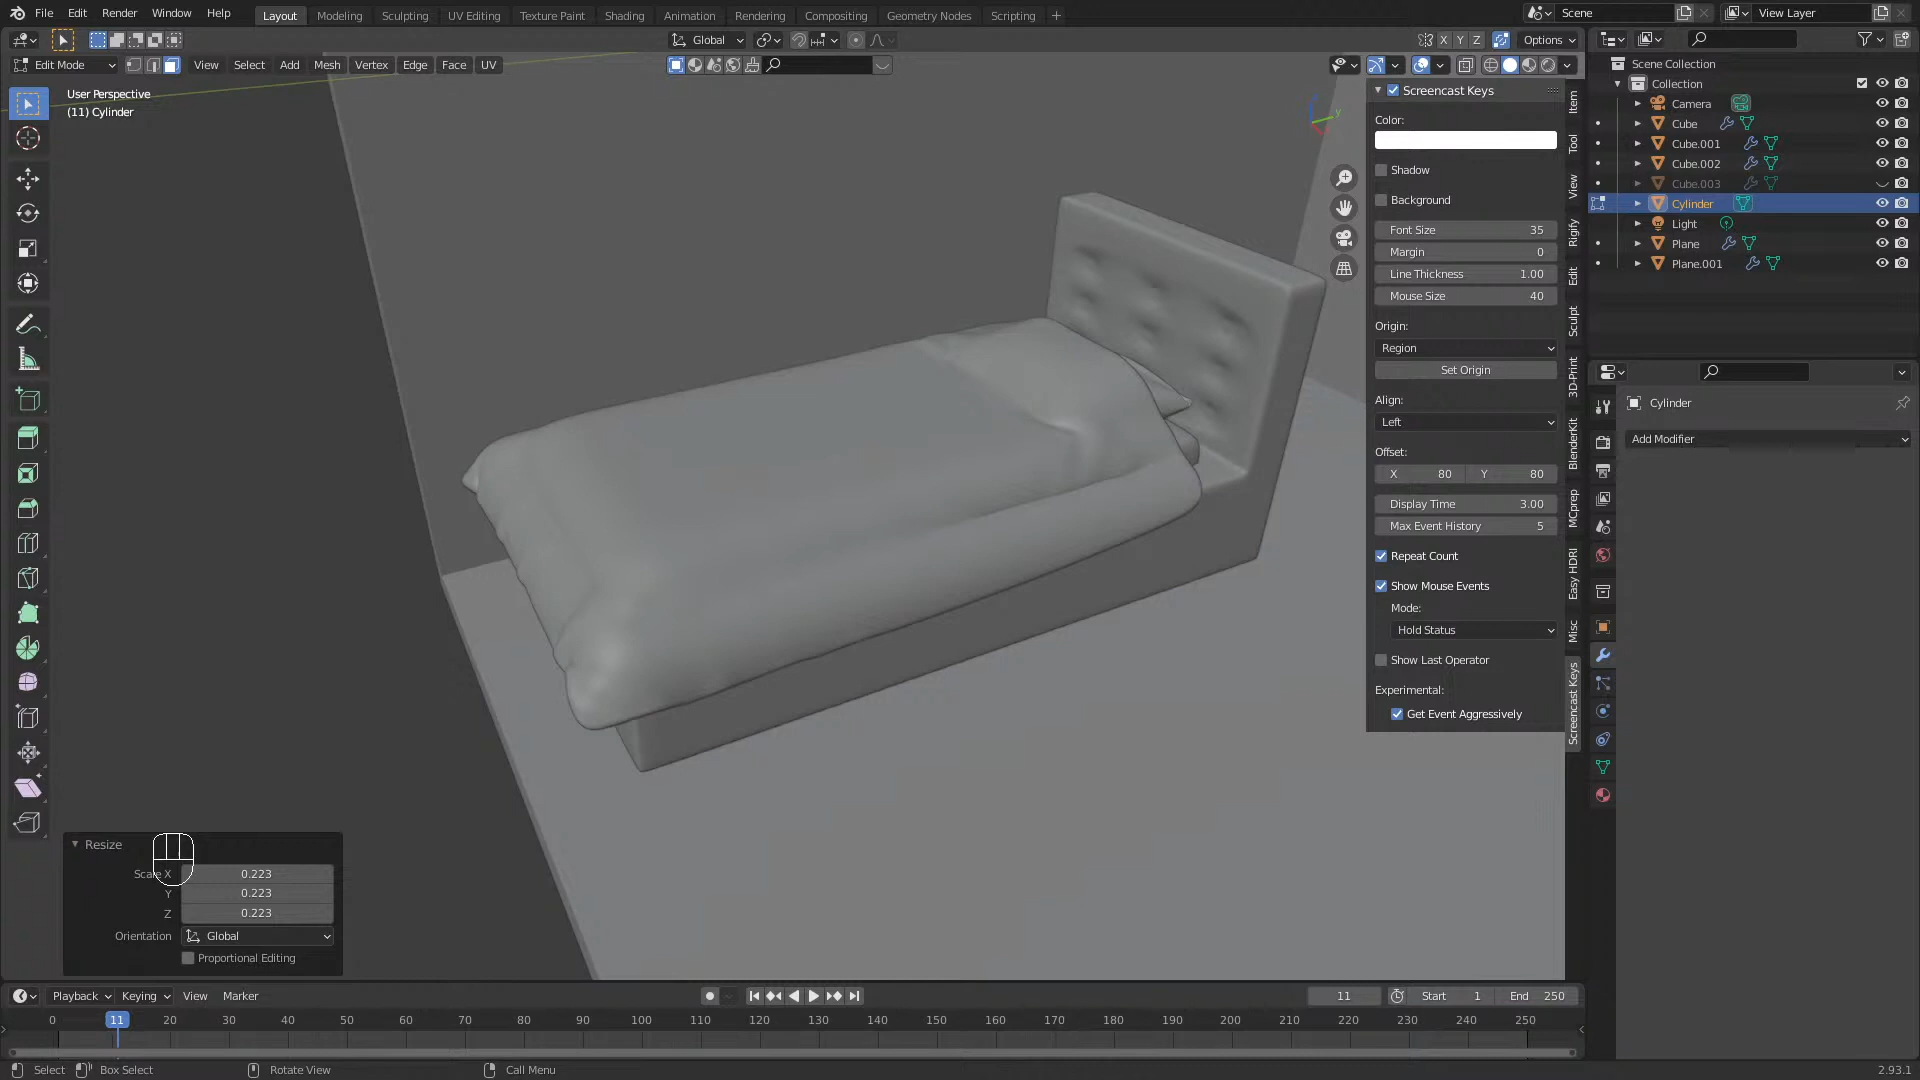 File Edit Render Window Help
Layout Modeling Sculpting UV Editing Texture Paint Shading Animation Rendering Compositing Geometry Nodes Scripting +
Scene
View Layer
Global
X Y Z
Options
Edit Mode
View Select Add Mesh Vertex Edge Face UV
User Perspective
(11) Cylinder
Screencast Keys
Color:
Shadow
Background
Font Size 35
Margin 0
Line Thickness 1.00
Mouse Size 40
Origin:
Region
Set Origin
Align:
Left
Offset:
X 80 Y 80
Display Time 3.00
Max Event History 5
Repeat Count
Show Mouse Events
Mode:
Hold Status
Show Last Operator
Experimental:
Get Event Aggressively
Item
Tool
View
Rigify
Edit
Sculpt
3D-Print
BlenderKit
MCprep
Easy HDRI
Misc
Screencast Keys
Scene Collection
Collection
Camera
Cube
Cube.001
Cube.002
Cube.003
Cylinder
Light
Plane
Plane.001
Cylinder
Add Modifier
Resize
Scale X 0.223
Y 0.223
Z 0.223
Orientation Global
Proportional Editing
Playback Keying View Marker
11
Start 1
End 250
0 11 20 30 40 50 60 70 80 90 100 110 120 130 140 150 160 170 180 190 200 210 220 230 240 250
Select Box Select Rotate View Call Menu
2.93.1